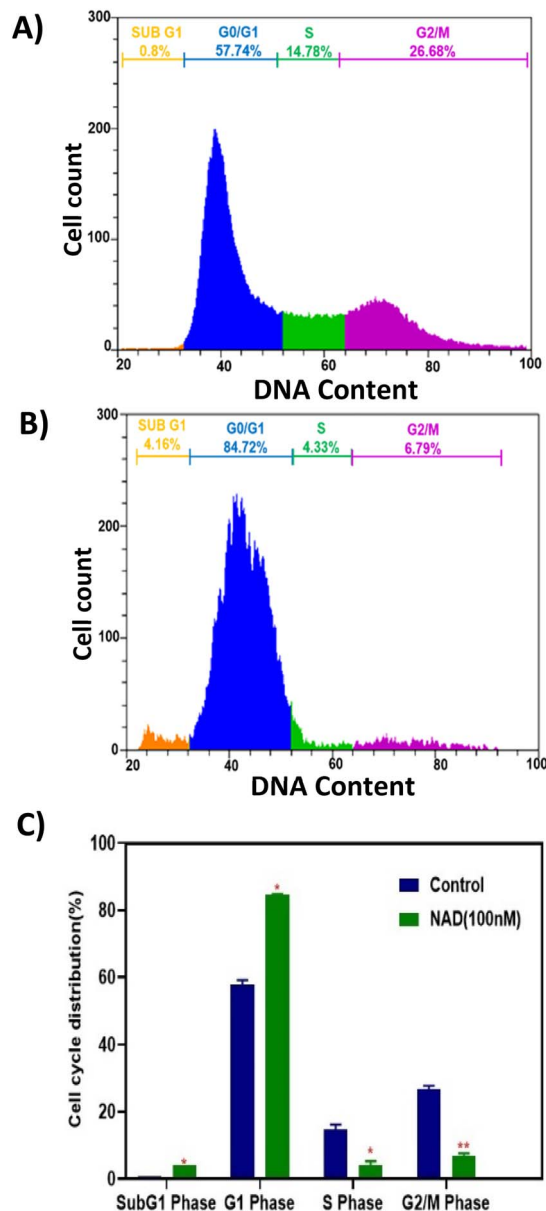 A)
SUB G1 G0/G1 S G2/M
0.8% 57.74% 14.78% 26.68%
300
200
100
0
Cell count
20 40 60 80 100
DNA Content
B)
SUB G1 G0/G1 S G2/M
4.16% 84.72% 4.33% 6.79%
300
200
100
0
Cell count
20 40 60 80 100
DNA Content
C)
100
80
60
40
20
0
Cell cycle distribution(%)
Control
NAD(100nM)
* * * **
SubG1 Phase G1 Phase S Phase G2/M Phase